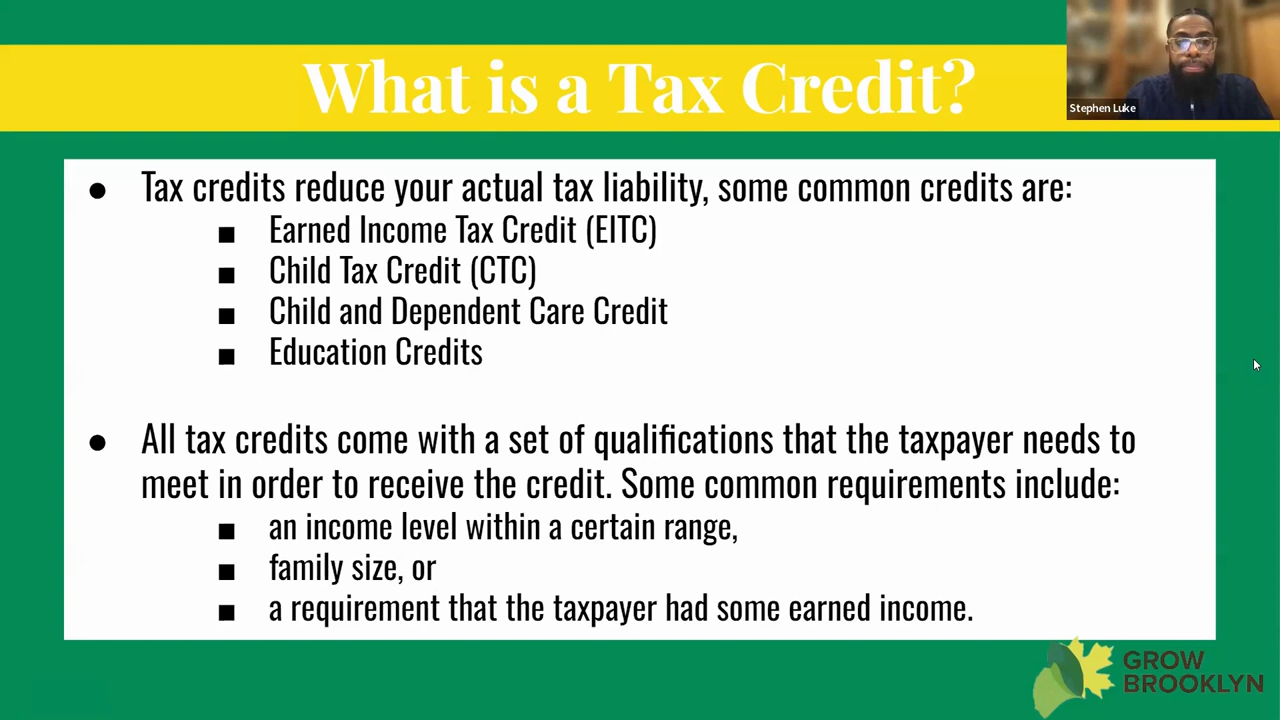 What is a Tax Credit?
Stephen Luke
● Tax credits reduce your actual tax liability, some common credits are:
■ Earned Income Tax Credit (EITC)
■ Child Tax Credit (CTC)
■ Child and Dependent Care Credit
■ Education Credits
● All tax credits come with a set of qualifications that the taxpayer needs to
meet in order to receive the credit. Some common requirements include:
■ an income level within a certain range,
■ family size, or
■ a requirement that the taxpayer had some earned income.
GROW
BROOKLYN